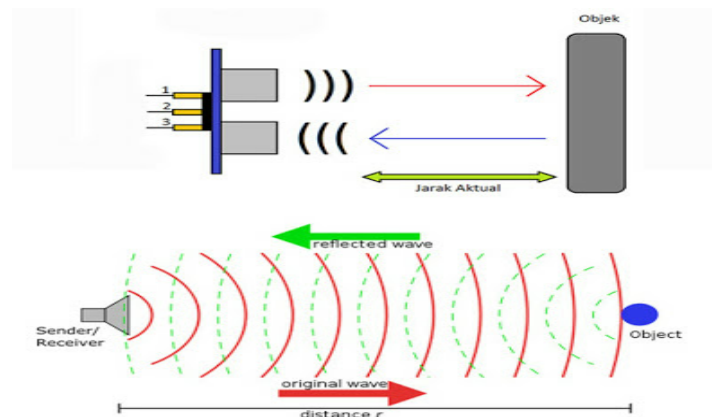 Objek
1
2
3
Jarak Aktual
reflected wave
Sender/
Receiver
Object
original wave
distance r